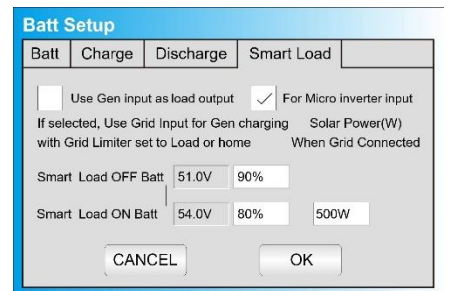 Batt Setup
Batt Charge Discharge Smart Load
Use Gen input as load output ✓ For Micro inverter input
If selected, Use Grid Input for Gen charging Solar Power(W)
with Grid Limiter set to Load or home When Grid Connected
Smart Load OFF Batt 51.0V 90%
Smart Load ON Batt 54.0V 80% 500W
CANCEL OK